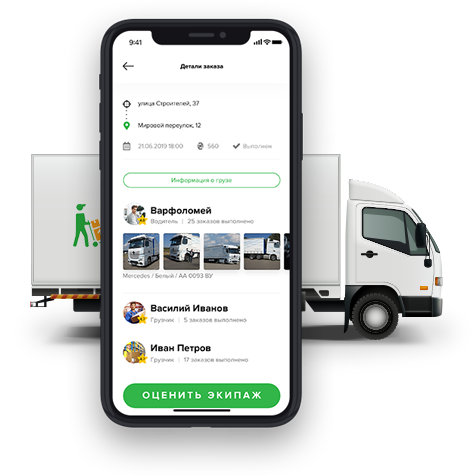 9:41
Детали заказа
улица Строителей, 37
Мировой переулок, 12
21.06.2019 18:00 560 Выполнен
Информация о грузе
Варфоломей
Водитель | 25 заказов выполнено
Mercedes / Белый / АА 0093 ВУ
Василий Иванов
Грузчик | 5 заказов выполнено
Иван Петров
Грузчик | 17 заказов выполнено
ОЦЕНИТЬ ЭКИПАЖ